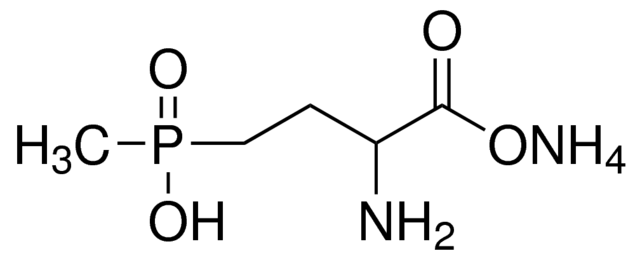 O
O
H₃C P ONH₄
OH NH₂